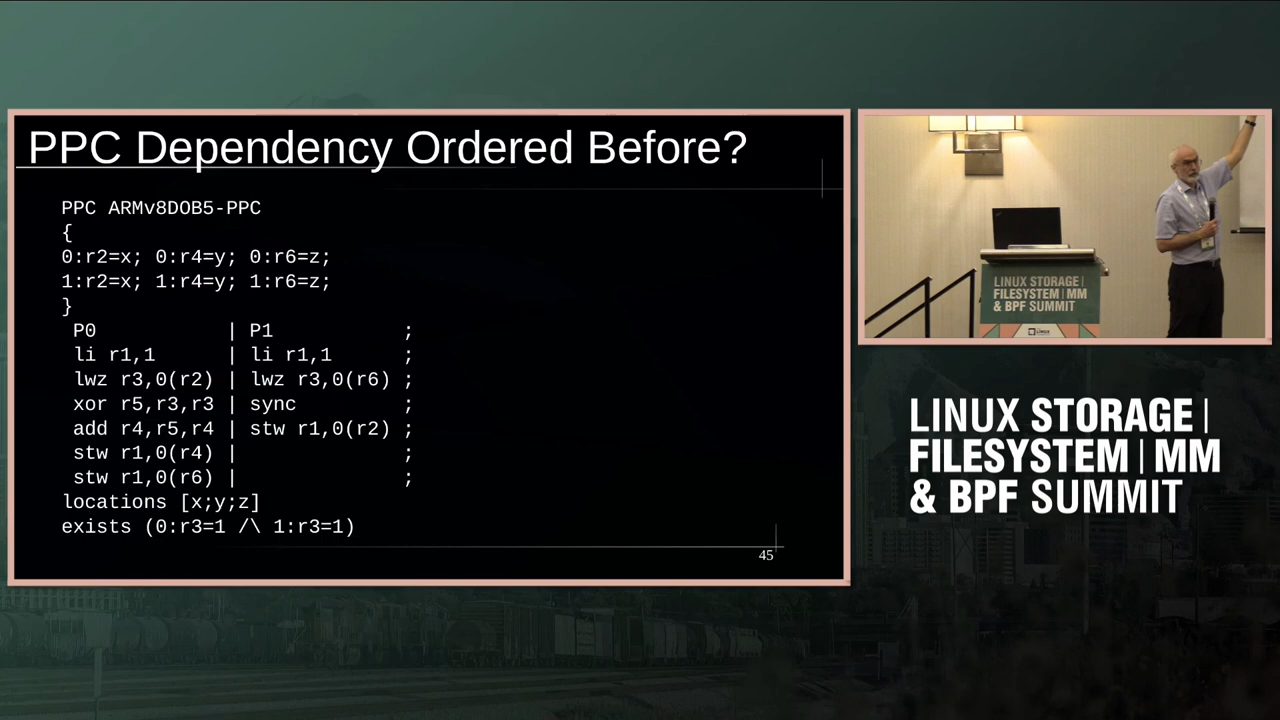 PPC Dependency Ordered Before?
PPC ARMv8DOB5-PPC
{
0:r2=x; 0:r4=y; 0:r6=z;
1:r2=x; 1:r4=y; 1:r6=z;
}
P0 | P1 ;
li r1,1 | li r1,1 ;
lwz r3,0(r2) | lwz r3,0(r6) ;
xor r5,r3,r3 | sync ;
add r4,r5,r4 | stw r1,0(r2) ;
stw r1,0(r4) | ;
stw r1,0(r6) | ;
locations [x;y;z]
exists (0:r3=1 /\ 1:r3=1)
45
LINUX STORAGE |
FILESYSTEM | MM
& BPF SUMMIT
LINUX STORAGE |
FILESYSTEM | MM
& BPF SUMMIT